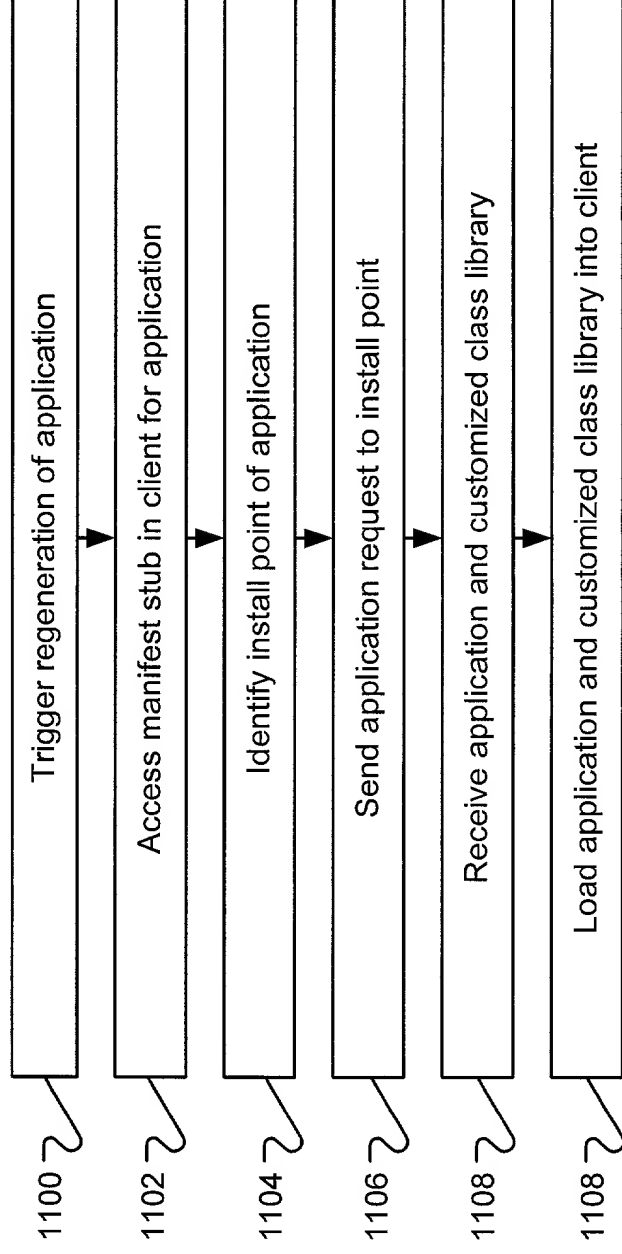 1100 Trigger regeneration of application
1102 Access manifest stub in client for application
1104 Identify install point of application
1106 Send application request to install point
1108 Receive application and customized class library
1108 Load application and customized class library into client